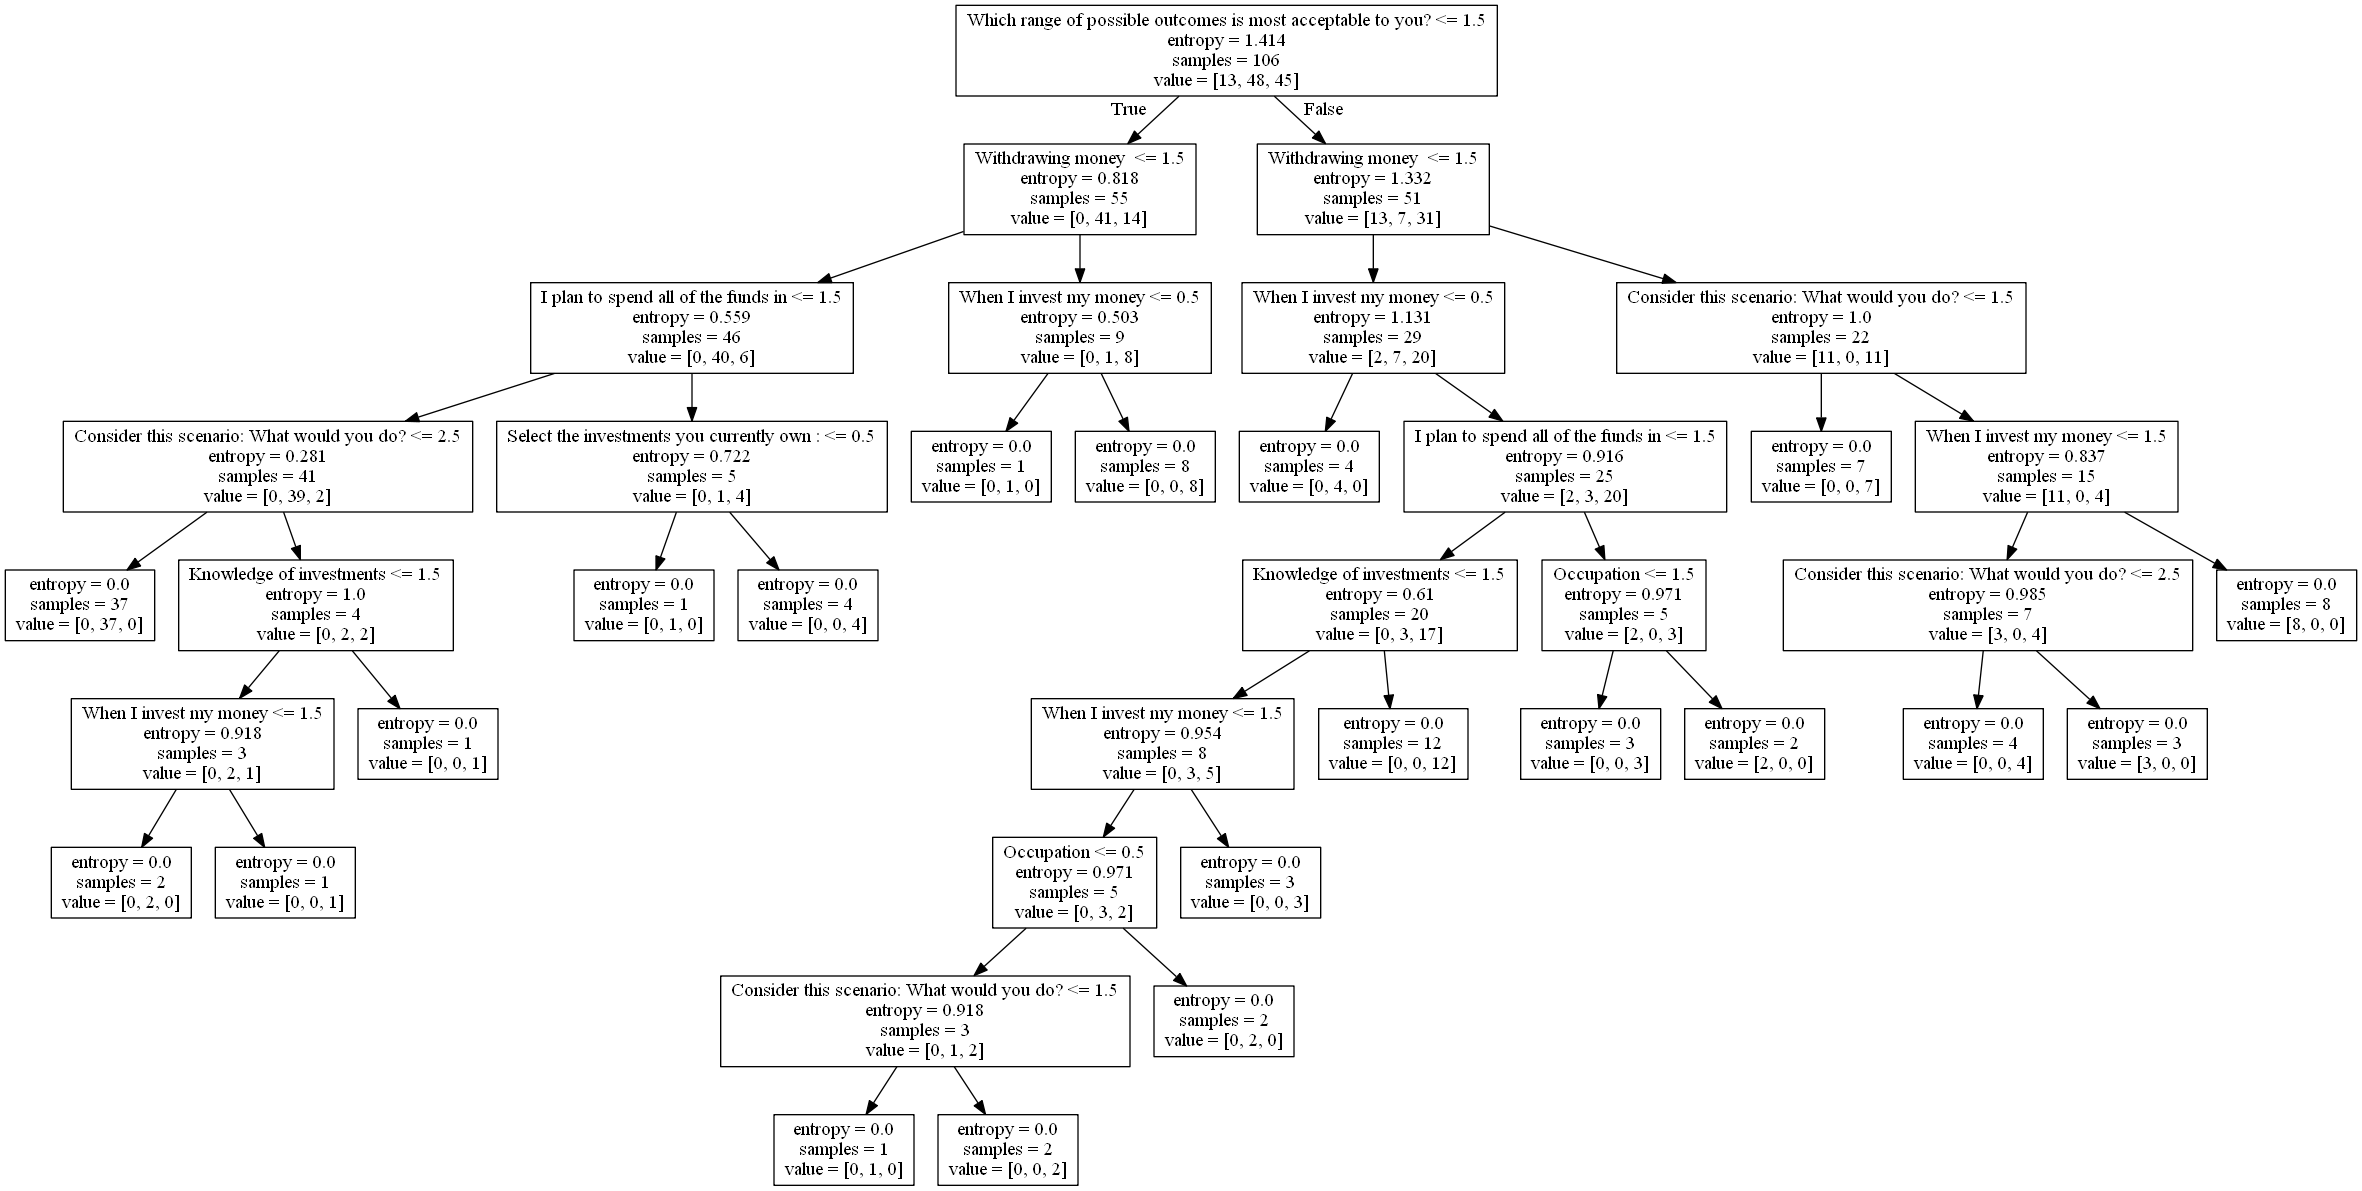 Which range of possible outcomes is most acceptable to you? <= 1.5
entropy = 1.414
samples = 106
value = [13, 48, 45]
True
False
Withdrawing money  <= 1.5
entropy = 0.818
samples = 55
value = [0, 41, 14]
Withdrawing money  <= 1.5
entropy = 1.332
samples = 51
value = [13, 7, 31]
I plan to spend all of the funds in <= 1.5
entropy = 0.559
samples = 46
value = [0, 40, 6]
When I invest my money <= 0.5
entropy = 0.503
samples = 9
value = [0, 1, 8]
When I invest my money <= 0.5
entropy = 1.131
samples = 29
value = [2, 7, 20]
Consider this scenario: What would you do? <= 1.5
entropy = 1.0
samples = 22
value = [11, 0, 11]
Consider this scenario: What would you do? <= 2.5
entropy = 0.281
samples = 41
value = [0, 39, 2]
Select the investments you currently own : <= 0.5
entropy = 0.722
samples = 5
value = [0, 1, 4]
entropy = 0.0
samples = 1
value = [0, 1, 0]
entropy = 0.0
samples = 8
value = [0, 0, 8]
entropy = 0.0
samples = 4
value = [0, 4, 0]
I plan to spend all of the funds in <= 1.5
entropy = 0.916
samples = 25
value = [2, 3, 20]
entropy = 0.0
samples = 7
value = [0, 0, 7]
When I invest my money <= 1.5
entropy = 0.837
samples = 15
value = [11, 0, 4]
entropy = 0.0
samples = 37
value = [0, 37, 0]
Knowledge of investments <= 1.5
entropy = 1.0
samples = 4
value = [0, 2, 2]
entropy = 0.0
samples = 1
value = [0, 1, 0]
entropy = 0.0
samples = 4
value = [0, 0, 4]
Knowledge of investments <= 1.5
entropy = 0.61
samples = 20
value = [0, 3, 17]
Occupation <= 1.5
entropy = 0.971
samples = 5
value = [2, 0, 3]
Consider this scenario: What would you do? <= 2.5
entropy = 0.985
samples = 7
value = [3, 0, 4]
entropy = 0.0
samples = 8
value = [8, 0, 0]
When I invest my money <= 1.5
entropy = 0.918
samples = 3
value = [0, 2, 1]
entropy = 0.0
samples = 1
value = [0, 0, 1]
When I invest my money <= 1.5
entropy = 0.954
samples = 8
value = [0, 3, 5]
entropy = 0.0
samples = 12
value = [0, 0, 12]
entropy = 0.0
samples = 3
value = [0, 0, 3]
entropy = 0.0
samples = 2
value = [2, 0, 0]
entropy = 0.0
samples = 4
value = [0, 0, 4]
entropy = 0.0
samples = 3
value = [3, 0, 0]
entropy = 0.0
samples = 2
value = [0, 2, 0]
entropy = 0.0
samples = 1
value = [0, 0, 1]
Occupation <= 0.5
entropy = 0.971
samples = 5
value = [0, 3, 2]
entropy = 0.0
samples = 3
value = [0, 0, 3]
Consider this scenario: What would you do? <= 1.5
entropy = 0.918
samples = 3
value = [0, 1, 2]
entropy = 0.0
samples = 2
value = [0, 2, 0]
entropy = 0.0
samples = 1
value = [0, 1, 0]
entropy = 0.0
samples = 2
value = [0, 0, 2]